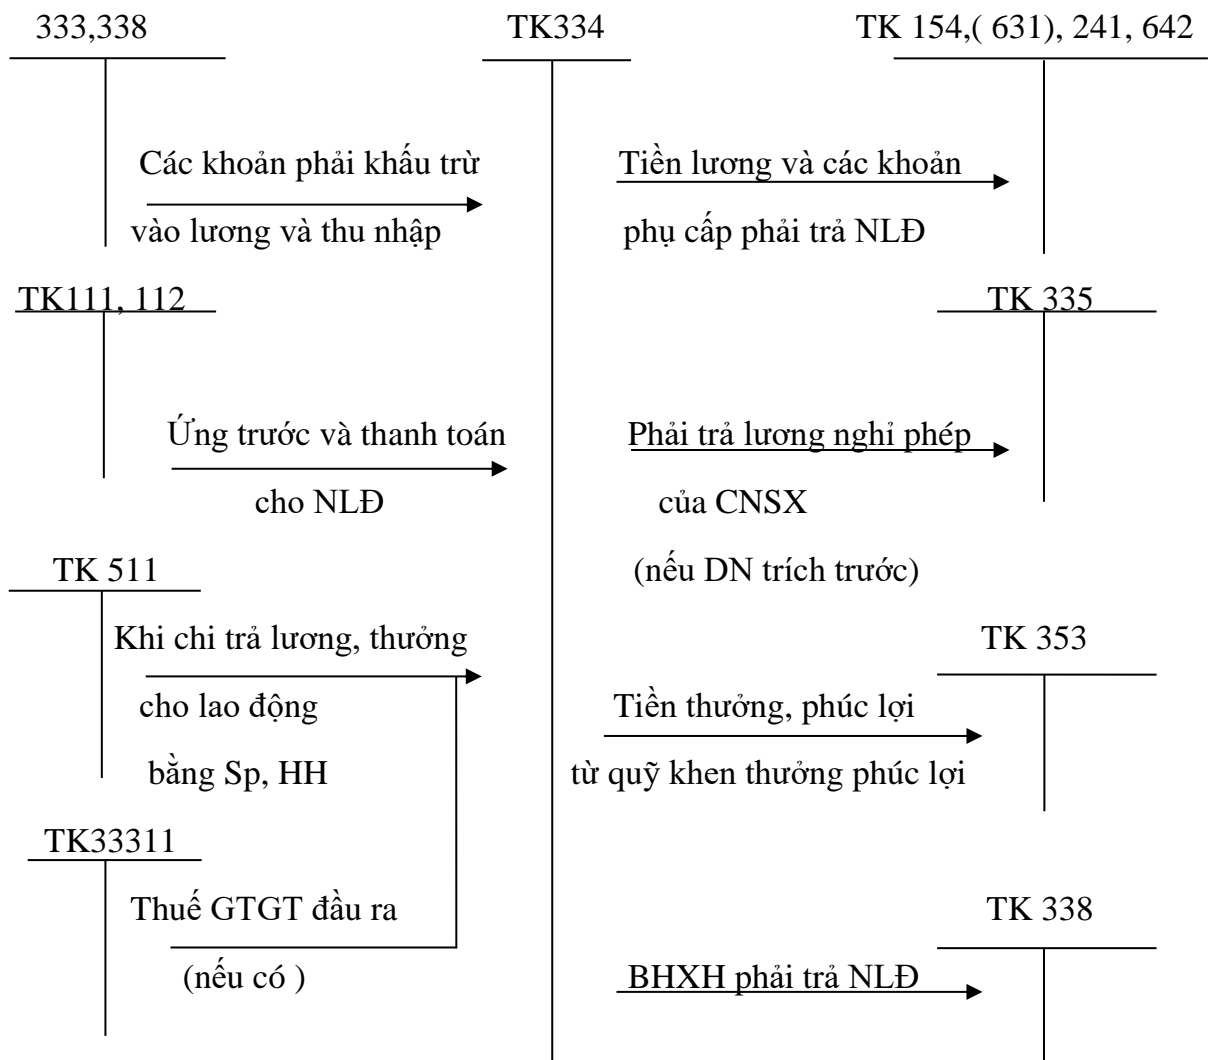 333,338
TK334
TK 154,( 631), 241, 642
Các khoản phải khấu trừ
vào lương và thu nhập
Tiền lương và các khoản
phụ cấp phải trả NLĐ
TK111, 112
TK 335
Ứng trước và thanh toán
cho NLĐ
Phải trả lương nghỉ phép
của CNSX
(nếu DN trích trước)
TK 511
Khi chi trả lương, thưởng
cho lao động
bằng Sp, HH
TK 353
Tiền thưởng, phúc lợi
từ quỹ khen thưởng phúc lợi
TK33311
Thuế GTGT đầu ra
(nếu có )
TK 338
BHXH phải trả NLĐ